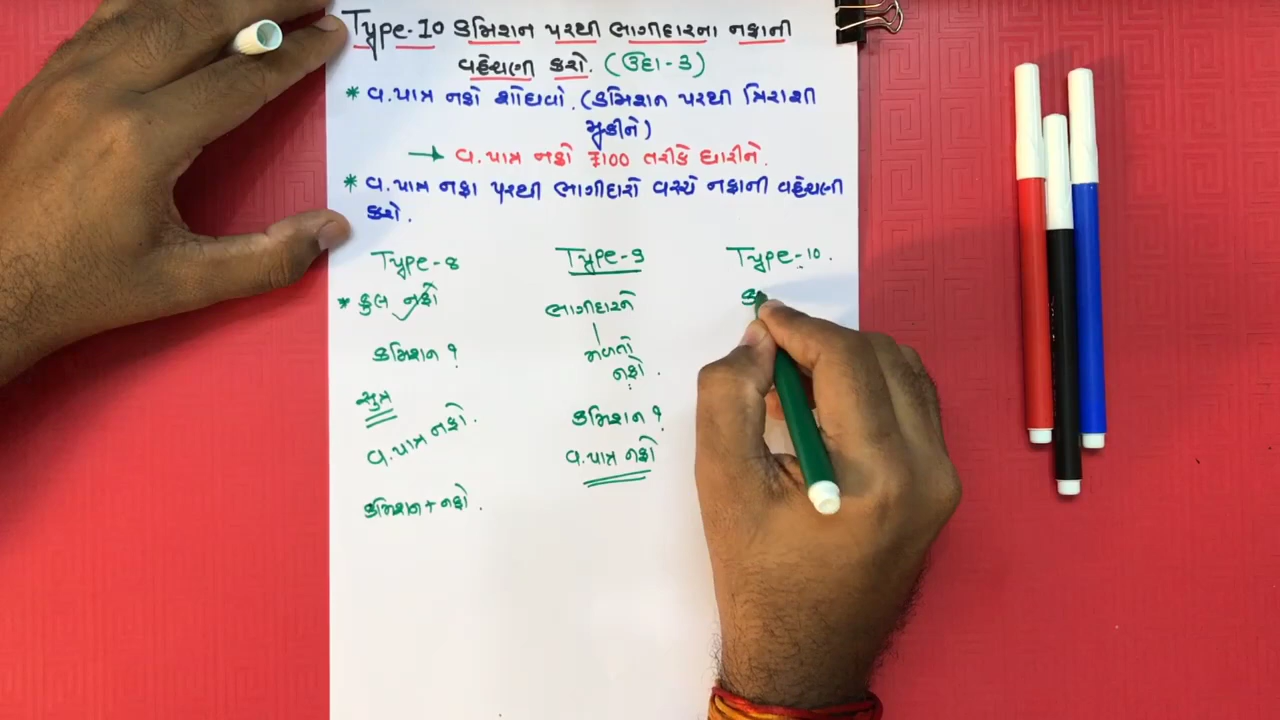 Type-10 કમિશન પરથી ભાગીદારના નફાની
વહેંચણી કરો. (ઉદા-3)
* વ.પાત્ર નફો શોધવો. (કમિશન પરથી ત્રિરાશી
મુકીને)
→ વ.પાત્ર નફો ₹100 તરીકે ધારીને.
* વ.પાત્ર નફા પરથી ભાગીદારો વચ્ચે નફાની વહેંચણી
કરો.
Type-8
* કુલ નફો
કમિશન ?
સુત્ર
વ.પાત્ર નફો.
કમિશન + નફો.
Type-9
ભાગીદારને
મળતો
નફો.
કમિશન ?
વ.પાત્ર નફો
Type-10.
ક